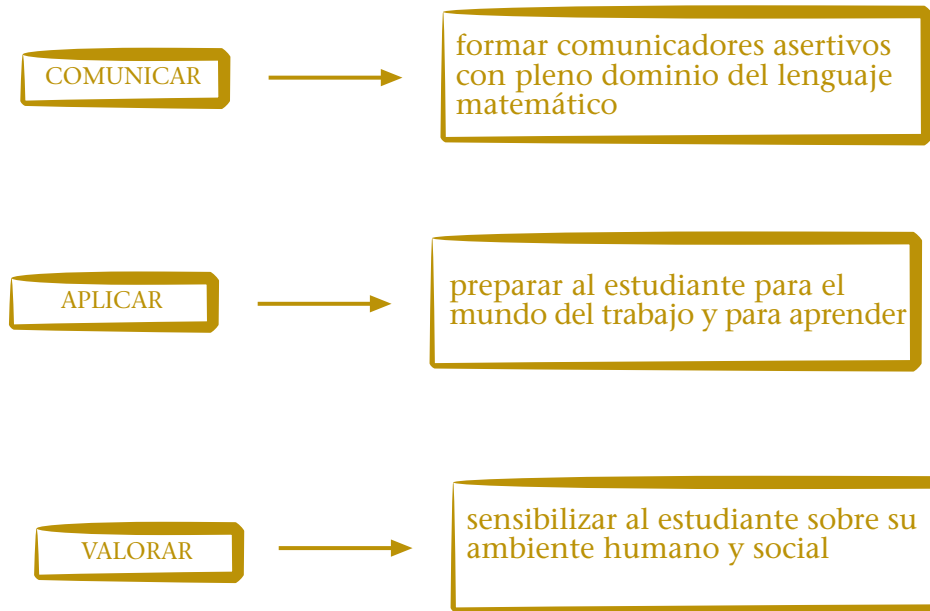 COMUNICAR
formar comunicadores asertivos
con pleno dominio del lenguaje
matemático
APLICAR
preparar al estudiante para el
mundo del trabajo y para aprender
VALORAR
sensibilizar al estudiante sobre su
ambiente humano y social